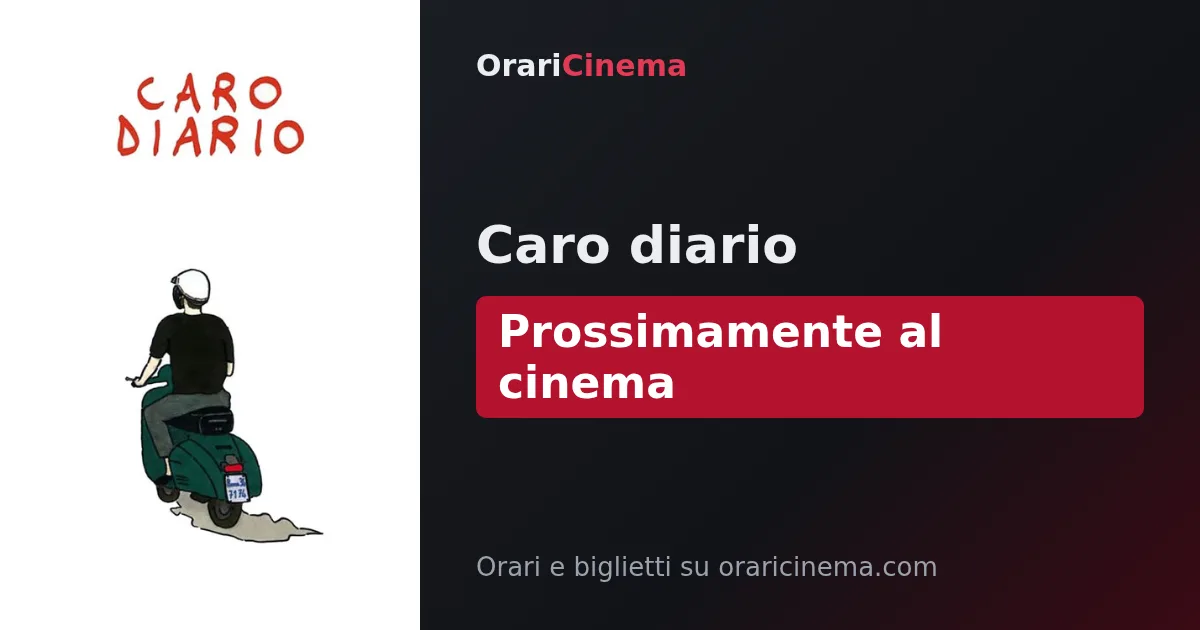 CARO
DIARIO
OrariCinema
Caro diario
Prossimamente al
cinema
Orari e biglietti su oraricinema.com